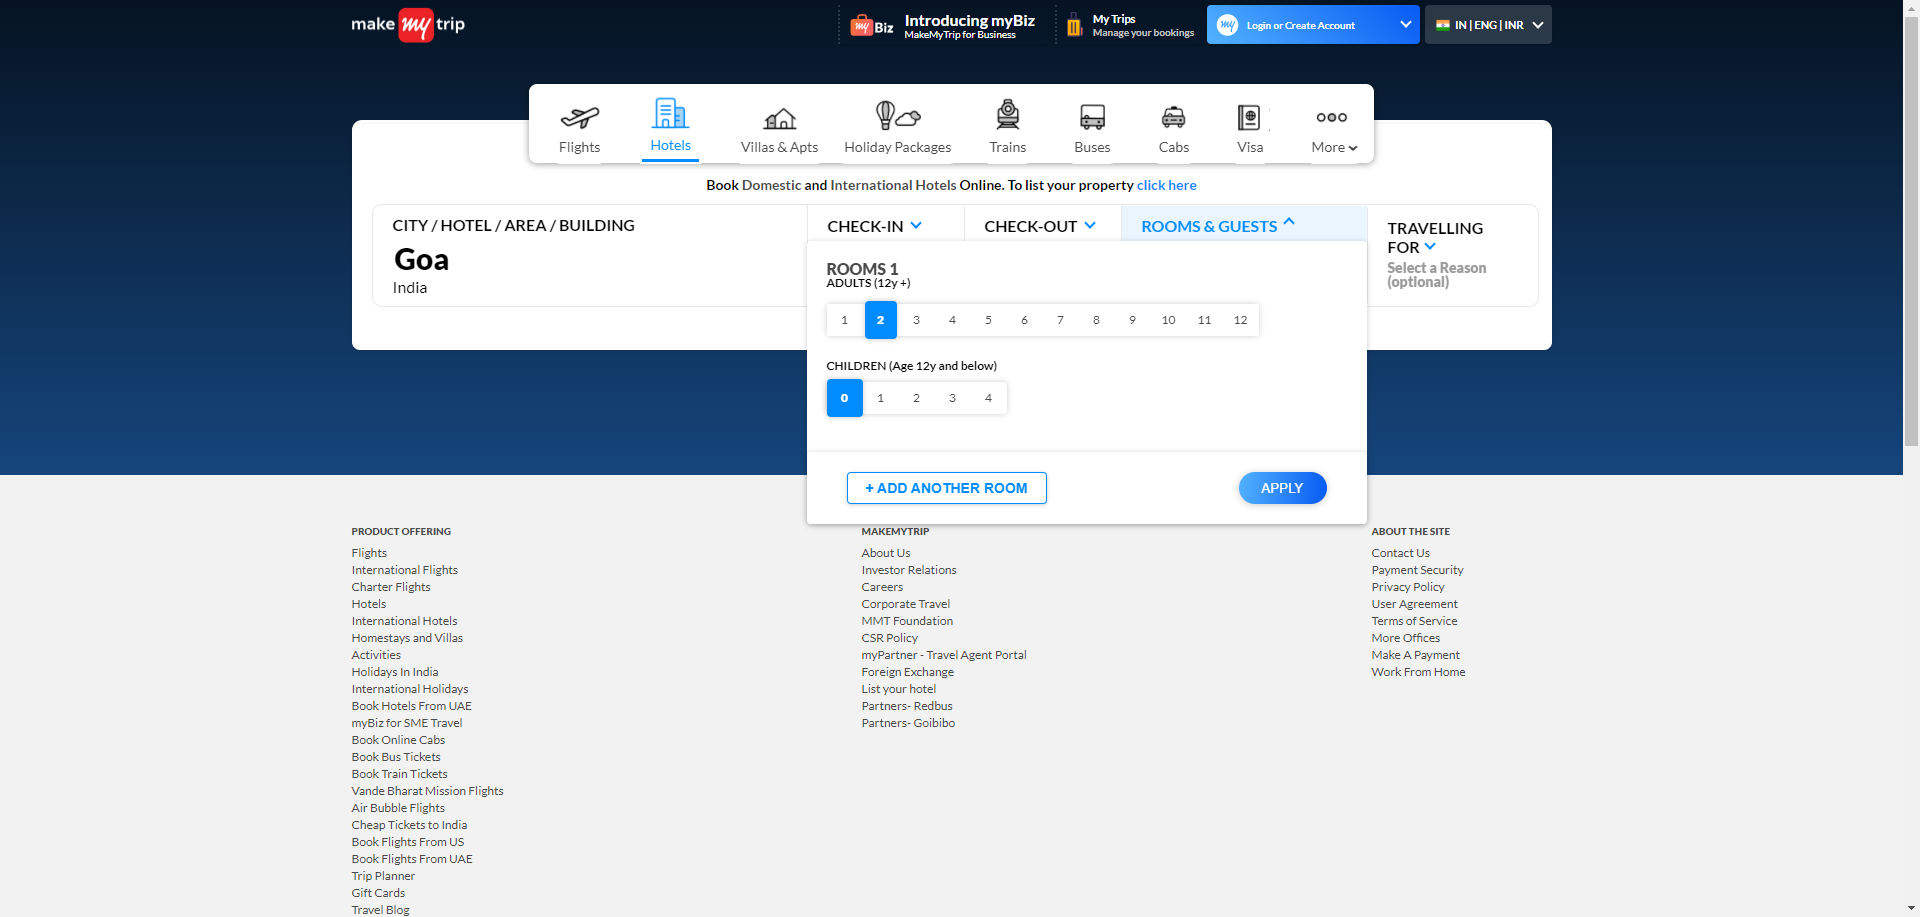 make my trip
my Biz
Introducing myBiz
MakeMyTrip for Business
My Trips
Manage your bookings
my
Login or Create Account
IN | ENG | INR
Flights
Hotels
Villas & Apts
Holiday Packages
Trains
Buses
Cabs
Visa
More
Book Domestic and International Hotels Online. To list your property click here
CITY / HOTEL / AREA / BUILDING
Goa
India
CHECK-IN
CHECK-OUT
ROOMS & GUESTS
TRAVELLING
FOR
Select a Reason
(optional)
ROOMS 1
ADULTS (12y +)
1 2 3 4 5 6 7 8 9 10 11 12
CHILDREN (Age 12y and below)
0 1 2 3 4
+ ADD ANOTHER ROOM
APPLY
PRODUCT OFFERING
Flights
International Flights
Charter Flights
Hotels
International Hotels
Homestays and Villas
Activities
Holidays In India
International Holidays
Book Hotels From UAE
myBiz for SME Travel
Book Online Cabs
Book Bus Tickets
Book Train Tickets
Vande Bharat Mission Flights
Air Bubble Flights
Cheap Tickets to India
Book Flights From US
Book Flights From UAE
Trip Planner
Gift Cards
Travel Blog
MAKEMYTRIP
About Us
Investor Relations
Careers
Corporate Travel
MMT Foundation
CSR Policy
myPartner - Travel Agent Portal
Foreign Exchange
List your hotel
Partners- Redbus
Partners- Goibibo
ABOUT THE SITE
Contact Us
Payment Security
Privacy Policy
User Agreement
Terms of Service
More Offices
Make A Payment
Work From Home